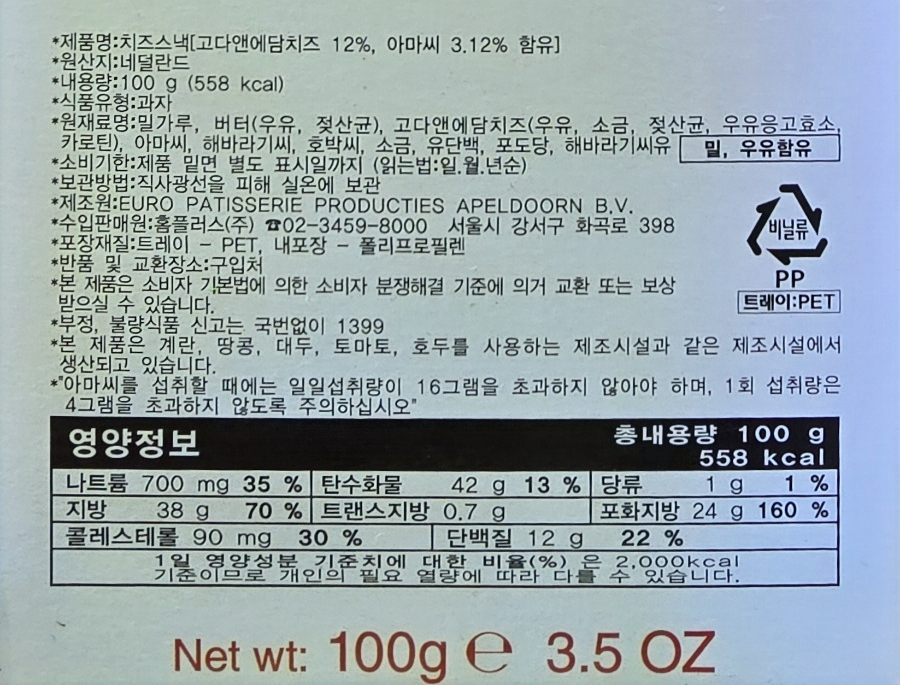 *제품명:치즈스낵[고다앤에담치즈 12%, 아마씨 3.12% 함유]
*원산지:네덜란드
*내용량:100 g (558 kcal)
*식품유형:과자
*원재료명:밀가루, 버터(우유, 젖산균), 고다앤에담치즈(우유, 소금, 젖산균, 우유응고효소,
카로틴), 아마씨, 해바라기씨, 호박씨, 소금, 유단백, 포도당, 해바라기씨유 밀, 우유함유
*소비기한:제품 밑면 별도 표시일까지 (읽는법:일.월.년순)
*보관방법:직사광선을 피해 실온에 보관
*제조원:EURO PATISSERIE PRODUCTIES APELDOORN B.V.
*수입판매원:홈플러스(주) ☎02-3459-8000 서울시 강서구 화곡로 398
*포장재질:트레이 - PET, 내포장 - 폴리프로필렌
*반품 및 교환장소:구입처
*본 제품은 소비자 기본법에 의한 소비자 분쟁해결 기준에 의거 교환 또는 보상
받으실 수 있습니다.
비닐류
PP
트레이:PET
*부정, 불량식품 신고는 국번없이 1399
*본 제품은 계란, 땅콩, 대두, 토마토, 호두를 사용하는 제조시설과 같은 제조시설에서
생산되고 있습니다.
*"아마씨를 섭취할 때에는 일일섭취량이 16그램을 초과하지 않아야 하며, 1회 섭취량은
4그램을 초과하지 않도록 주의하십시오"
영양정보 총내용량 100 g
558 kcal
나트륨 700 mg 35 % 탄수화물 42 g 13 % 당류 1 g 1 %
지방 38 g 70 % 트랜스지방 0.7 g 포화지방 24 g 160 %
콜레스테롤 90 mg 30 % 단백질 12 g 22 %
1일 영양성분 기준치에 대한 비율(%) 은 2,000kcal
기준이므로 개인의 필요 열량에 따라 다를 수 있습니다.
Net wt: 100g ℮ 3.5 OZ